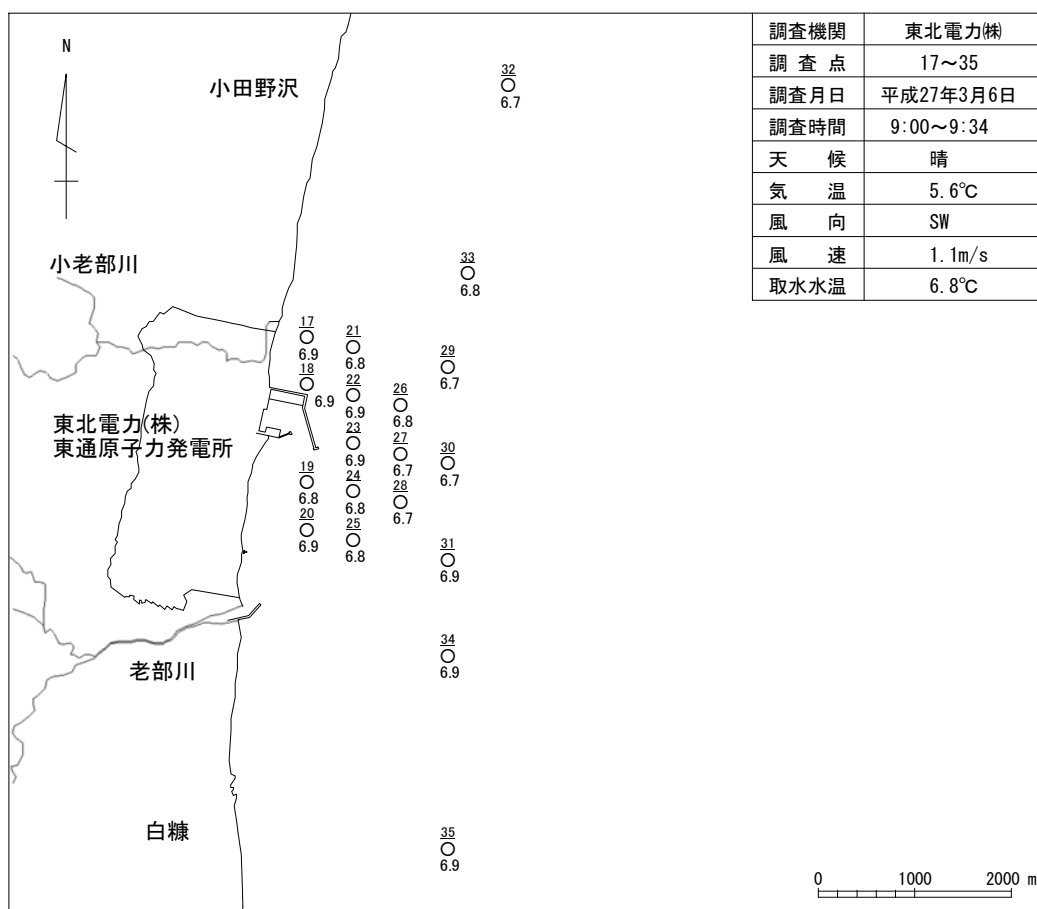 N
小田野沢
小老部川
東北電力(株)
東通原子力発電所
老部川
白糠
32
6.7
33
6.8
17
6.9
21
6.8
29
6.7
18
6.9
22
6.9
26
6.8
23
6.9
27
6.7
30
6.7
19
6.8
24
6.8
28
6.7
20
6.9
25
6.8
31
6.9
34
6.9
35
6.9
調査機関 東北電力㈱
調 査 点 17～35
調査月日 平成27年3月6日
調査時間 9:00～9:34
天 候 晴
気 温 5.6℃
風 向 SW
風 速 1.1m/s
取水水温 6.8℃
0 1000 2000 m